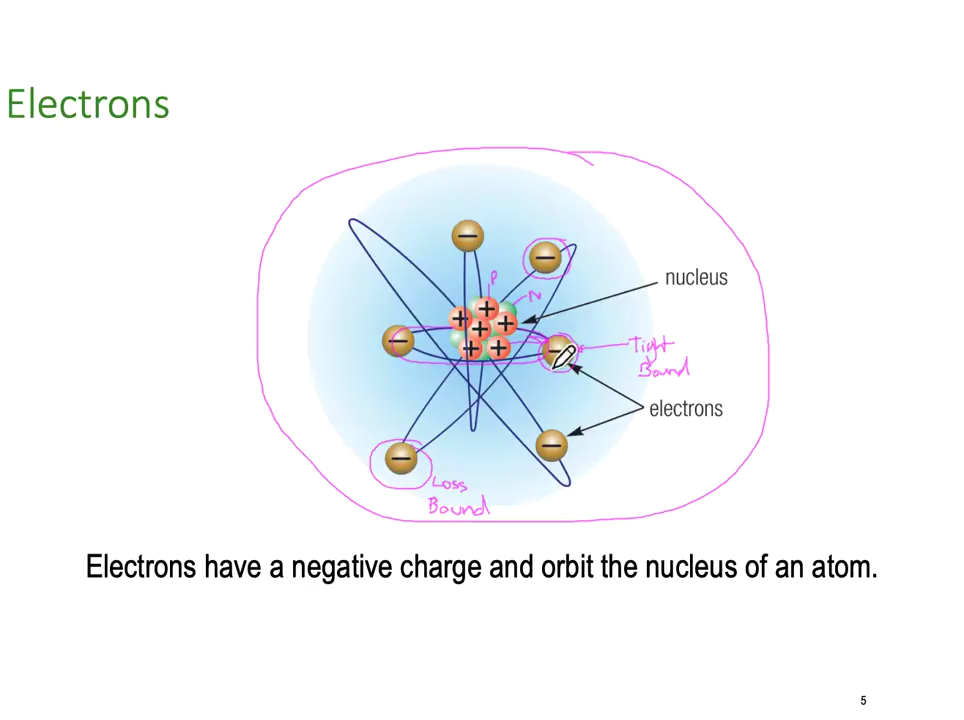 Electrons
P
N
nucleus
Tight
Bound
electrons
Loss
Bound
Electrons have a negative charge and orbit the nucleus of an atom.
5